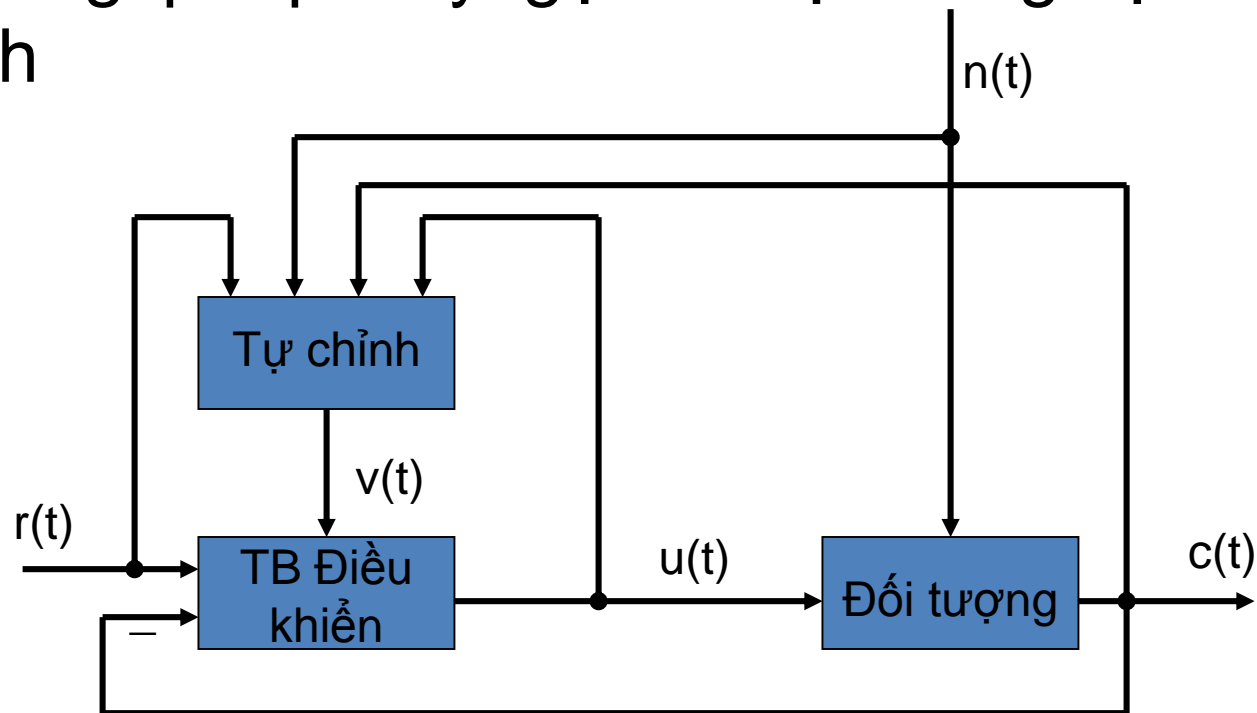 h
n(t)
Tự chỉnh
v(t)
r(t)
TB Điều
khiển
u(t)
Đối tượng
c(t)
_